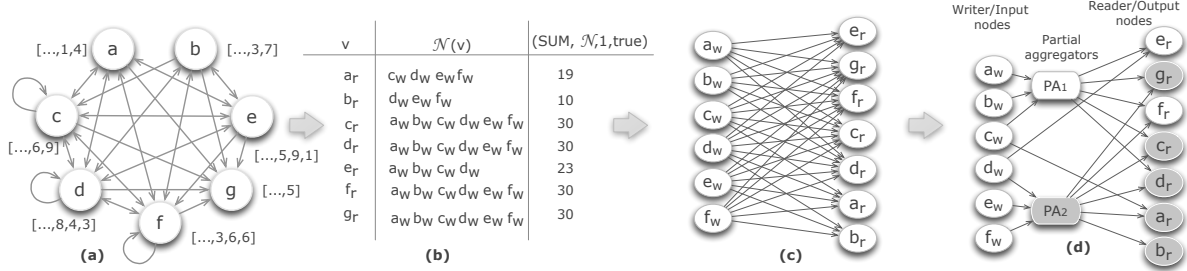 [...,1,4]
a
b
[...,3,7]
c
e
[...,6,9]
[...,5,9,1]
d
g
[...,5]
[...,8,4,3]
f
[...,3,6,6]
(a)
v 𝒩(v) (SUM, 𝒩,1,true)
a_r c_w d_w e_w f_w 19
b_r d_w e_w f_w 10
c_r a_w b_w c_w d_w e_w f_w 30
d_r a_w b_w c_w d_w e_w f_w 30
e_r a_w b_w c_w d_w 23
f_r a_w b_w c_w d_w e_w f_w 30
g_r a_w b_w c_w d_w e_w f_w 30
(b)
a_w
b_w
c_w
d_w
e_w
f_w
e_r
g_r
f_r
c_r
d_r
a_r
b_r
(c)
Writer/Input
nodes
Partial
aggregators
Reader/Output
nodes
a_w
b_w
c_w
d_w
e_w
f_w
PA1
PA2
e_r
g_r
f_r
c_r
d_r
a_r
b_r
(d)